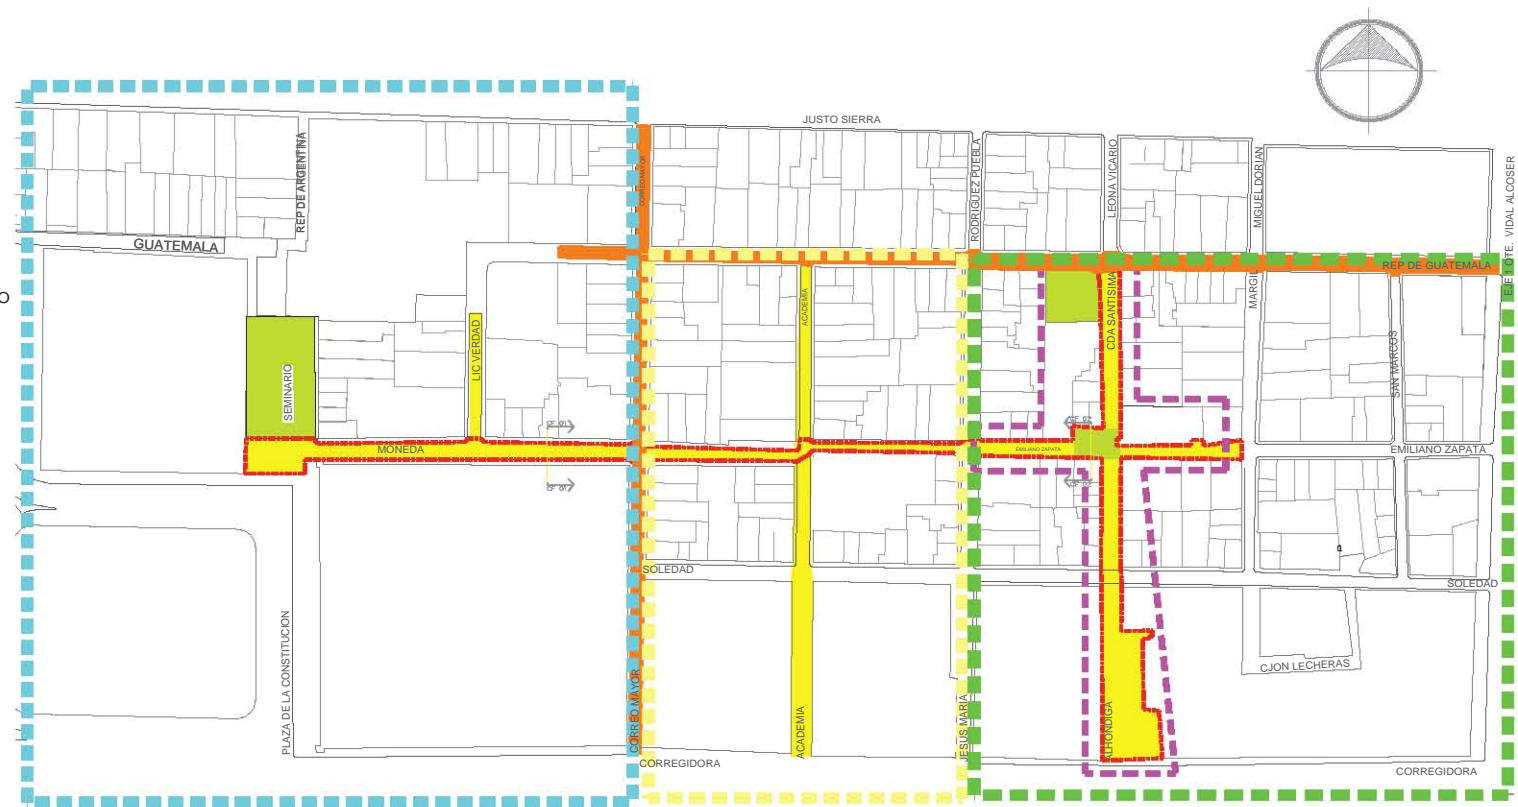 JUSTO SIERRA
REP DE ARGENTINA
CORREO MAYOR
RODRIGUEZ PUEBLA
LEONA VICARIO
MIGUEL DORIAN
EJE 1 OTE. VIDAL ALCOSER
GUATEMALA
REP DE GUATEMALA
O
ACADEMIA
CDA SANTISIMA
MARGIL
LIC VERDAD
SEMINARIO
SAN MARCOS
MONEDA
EMILIANO ZAPATA
EMILIANO ZAPATA
SOLEDAD
SOLEDAD
PLAZA DE LA CONSTITUCION
CORREO MAYOR
ACADEMIA
JESUS MARIA
ALHONDIGA
CJON LECHERAS
CORREGIDORA
CORREGIDORA